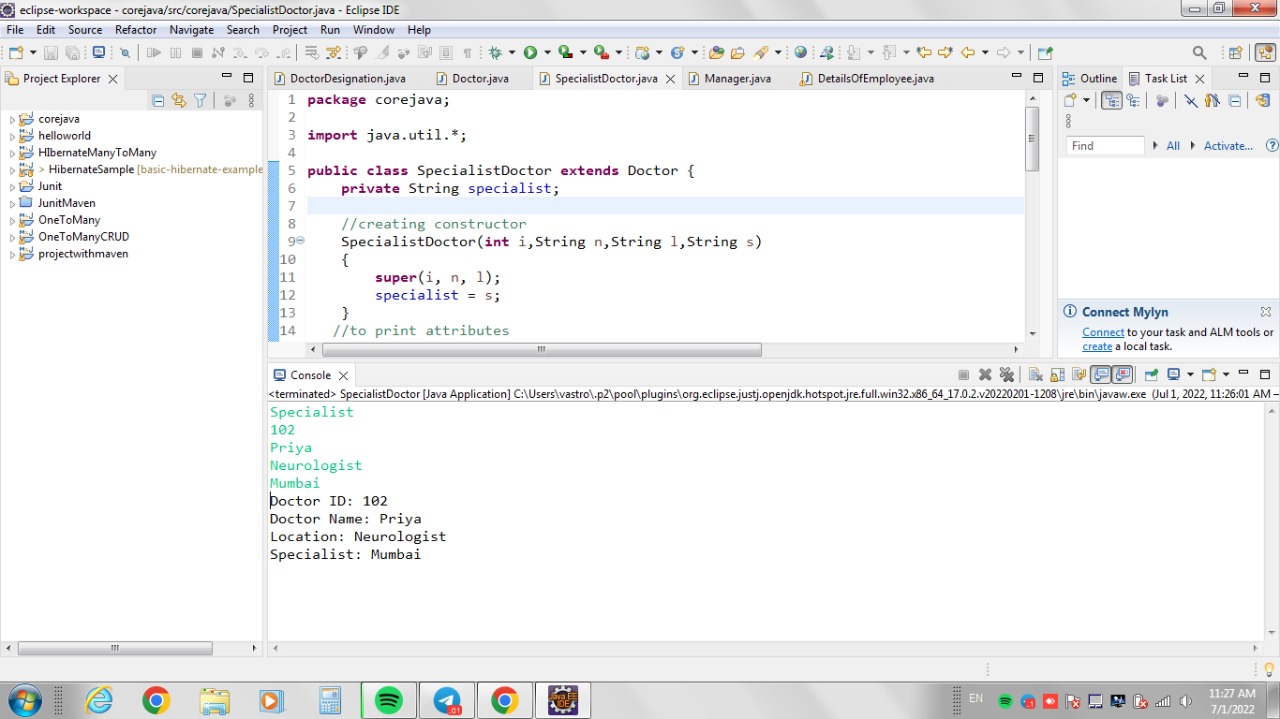 eclipse-workspace - corejava/src/corejava/SpecialistDoctor.java - Eclipse IDE
File Edit Source Refactor Navigate Search Project Run Window Help
Project Explorer
DoctorDesignation.java Doctor.java SpecialistDoctor.java Manager.java DetailsOfEmployee.java
Outline Task List
corejava
helloworld
HIbernateManyToMany
> HibernateSample [basic-hibernate-example
Junit
JunitMaven
OneToMany
OneToManyCRUD
projectwithmaven
1 package corejava;
2
3 import java.util.*;
4
5 public class SpecialistDoctor extends Doctor {
6 private String specialist;
7
8 //creating constructor
9 SpecialistDoctor(int i,String n,String l,String s)
10 {
11 super(i, n, l);
12 specialist = s;
13 }
14 //to print attributes
Find All Activate...
Connect Mylyn
Connect to your task and ALM tools or
create a local task.
Console
<terminated> SpecialistDoctor [Java Application] C:\Users\vastro\.p2\pool\plugins\org.eclipse.justj.openjdk.hotspot.jre.full.win32.x86_64_17.0.2.v20220201-1208\jre\bin\javaw.exe (Jul 1, 2022, 11:26:01 AM –
Specialist
102
Priya
Neurologist
Mumbai
Doctor ID: 102
Doctor Name: Priya
Location: Neurologist
Specialist: Mumbai
.01
Java EE
IDE
EN
11:27 AM
7/1/2022